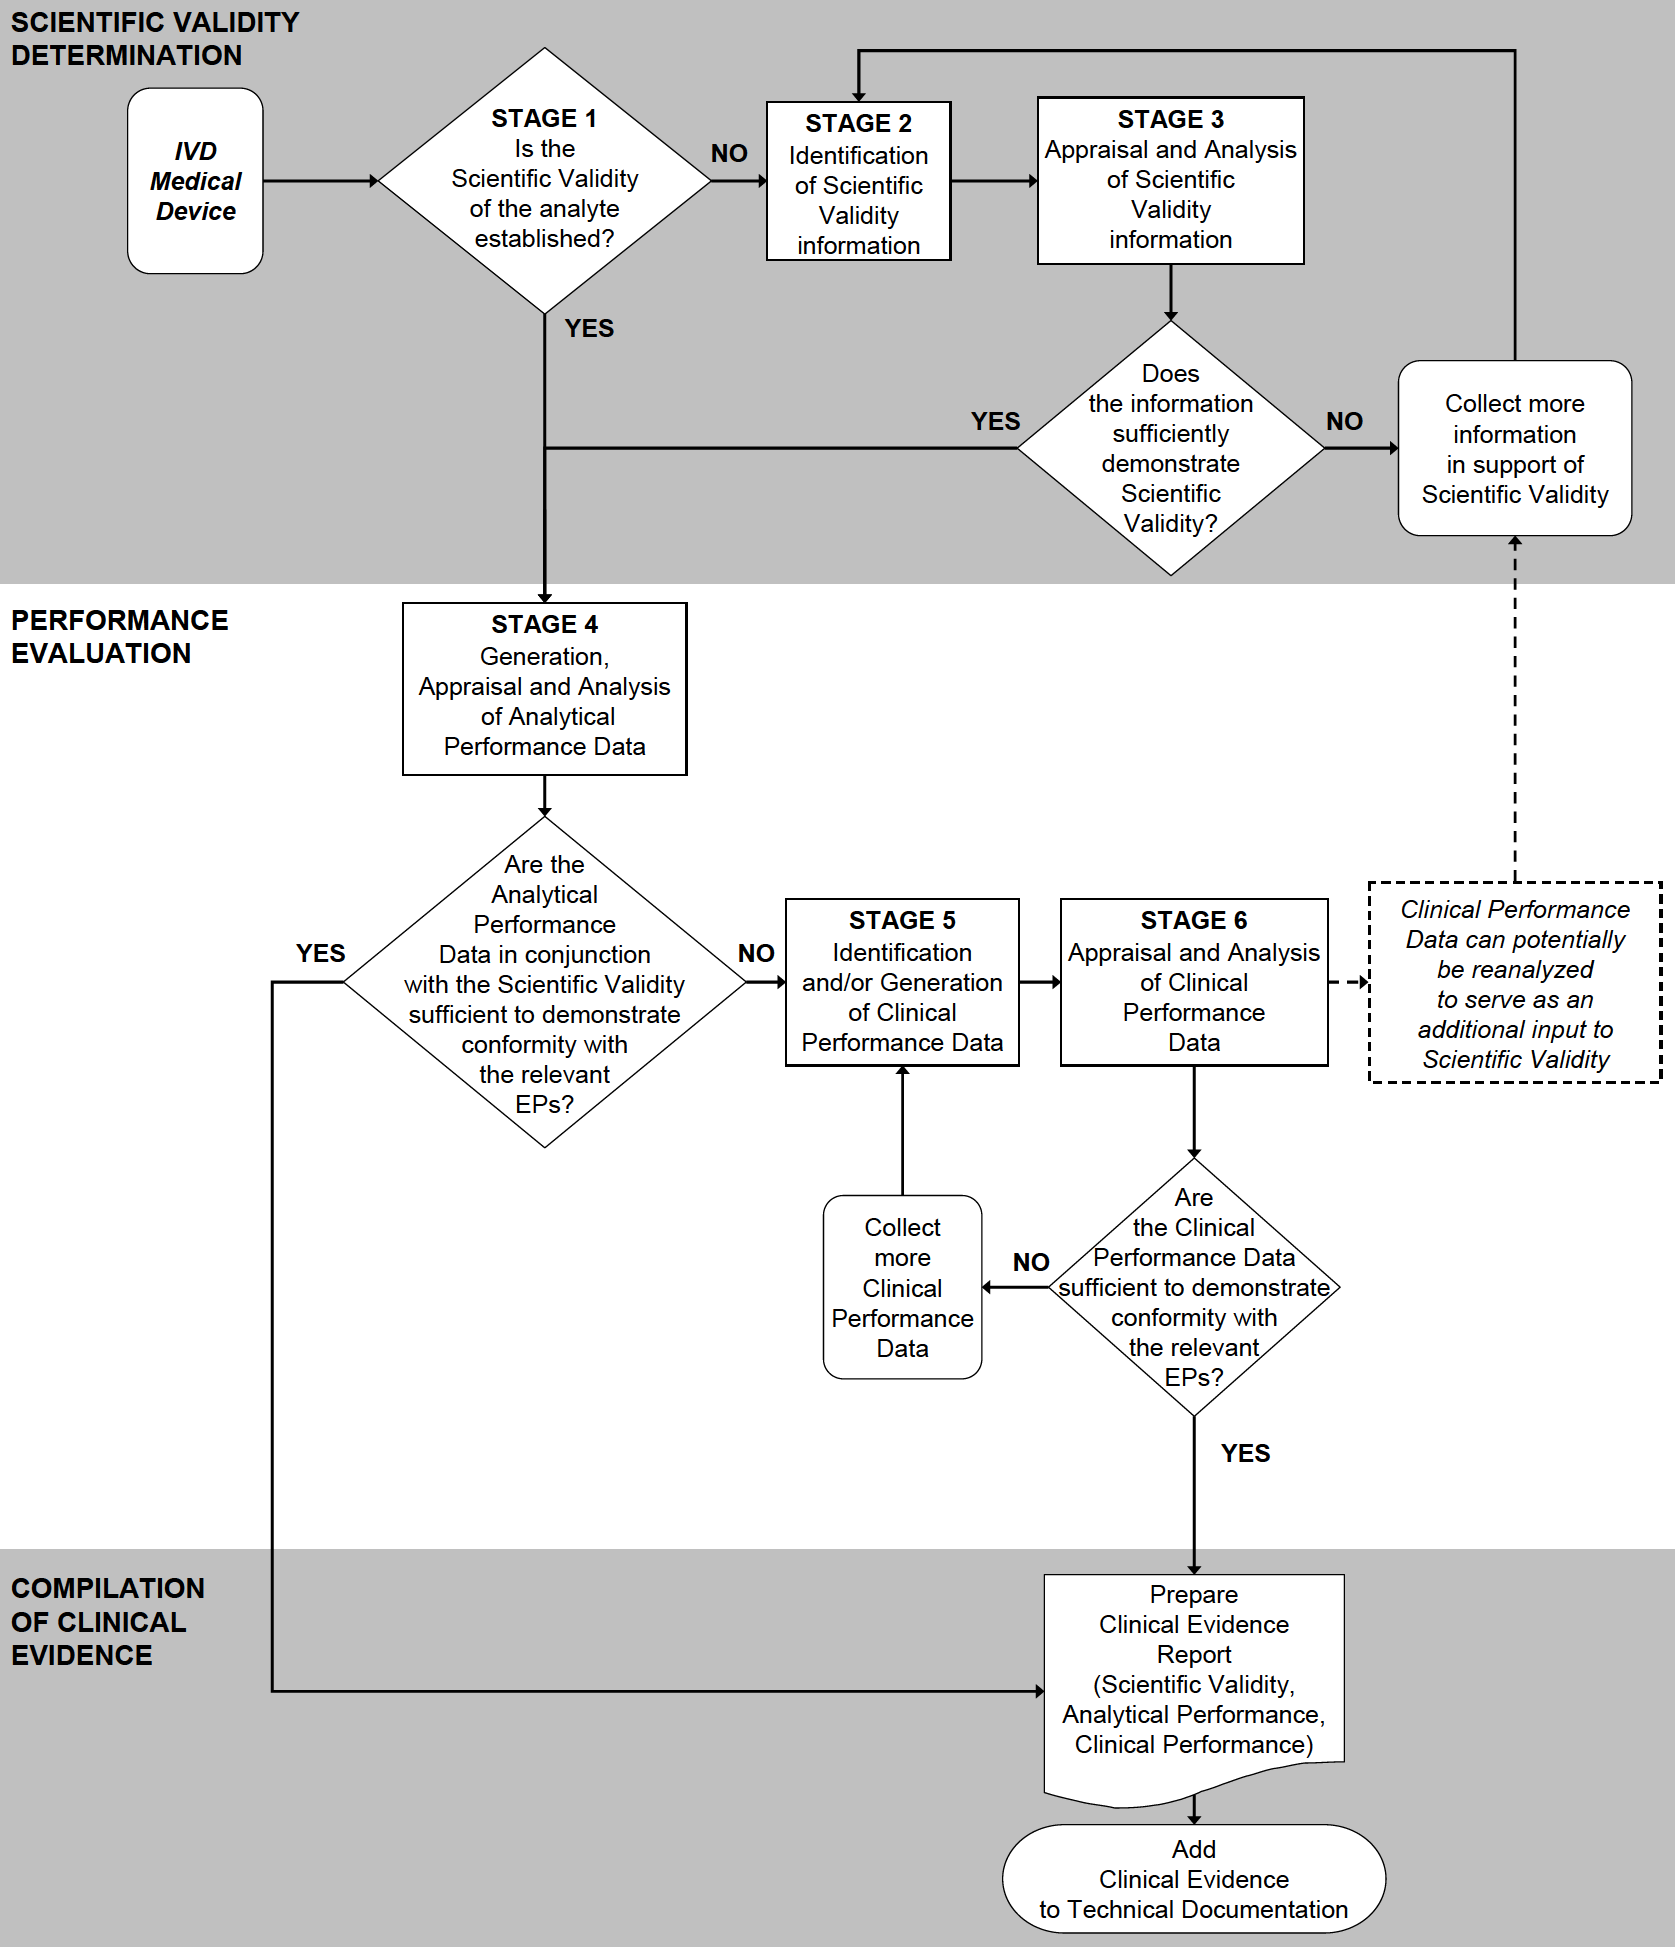 SCIENTIFIC VALIDITY
DETERMINATION
IVD
Medical
Device
STAGE 1
Is the
Scientific Validity
of the analyte
established?
NO
YES
STAGE 2
Identification
of Scientific
Validity
information
STAGE 3
Appraisal and Analysis
of Scientific
Validity
information
Does
the information
sufficiently
demonstrate
Scientific
Validity?
YES
NO
Collect more
information
in support of
Scientific Validity
PERFORMANCE
EVALUATION
STAGE 4
Generation,
Appraisal and Analysis
of Analytical
Performance Data
Are the
Analytical
Performance
Data in conjunction
with the Scientific Validity
sufficient to demonstrate
conformity with
the relevant
EPs?
YES
NO
STAGE 5
Identification
and/or Generation
of Clinical
Performance Data
STAGE 6
Appraisal and Analysis
of Clinical
Performance
Data
Clinical Performance
Data can potentially
be reanalyzed
to serve as an
additional input to
Scientific Validity
Collect
more
Clinical
Performance
Data
NO
Are
the Clinical
Performance Data
sufficient to demonstrate
conformity with
the relevant
EPs?
YES
COMPILATION
OF CLINICAL
EVIDENCE
Prepare
Clinical Evidence
Report
(Scientific Validity,
Analytical Performance,
Clinical Performance)
Add
Clinical Evidence
to Technical Documentation